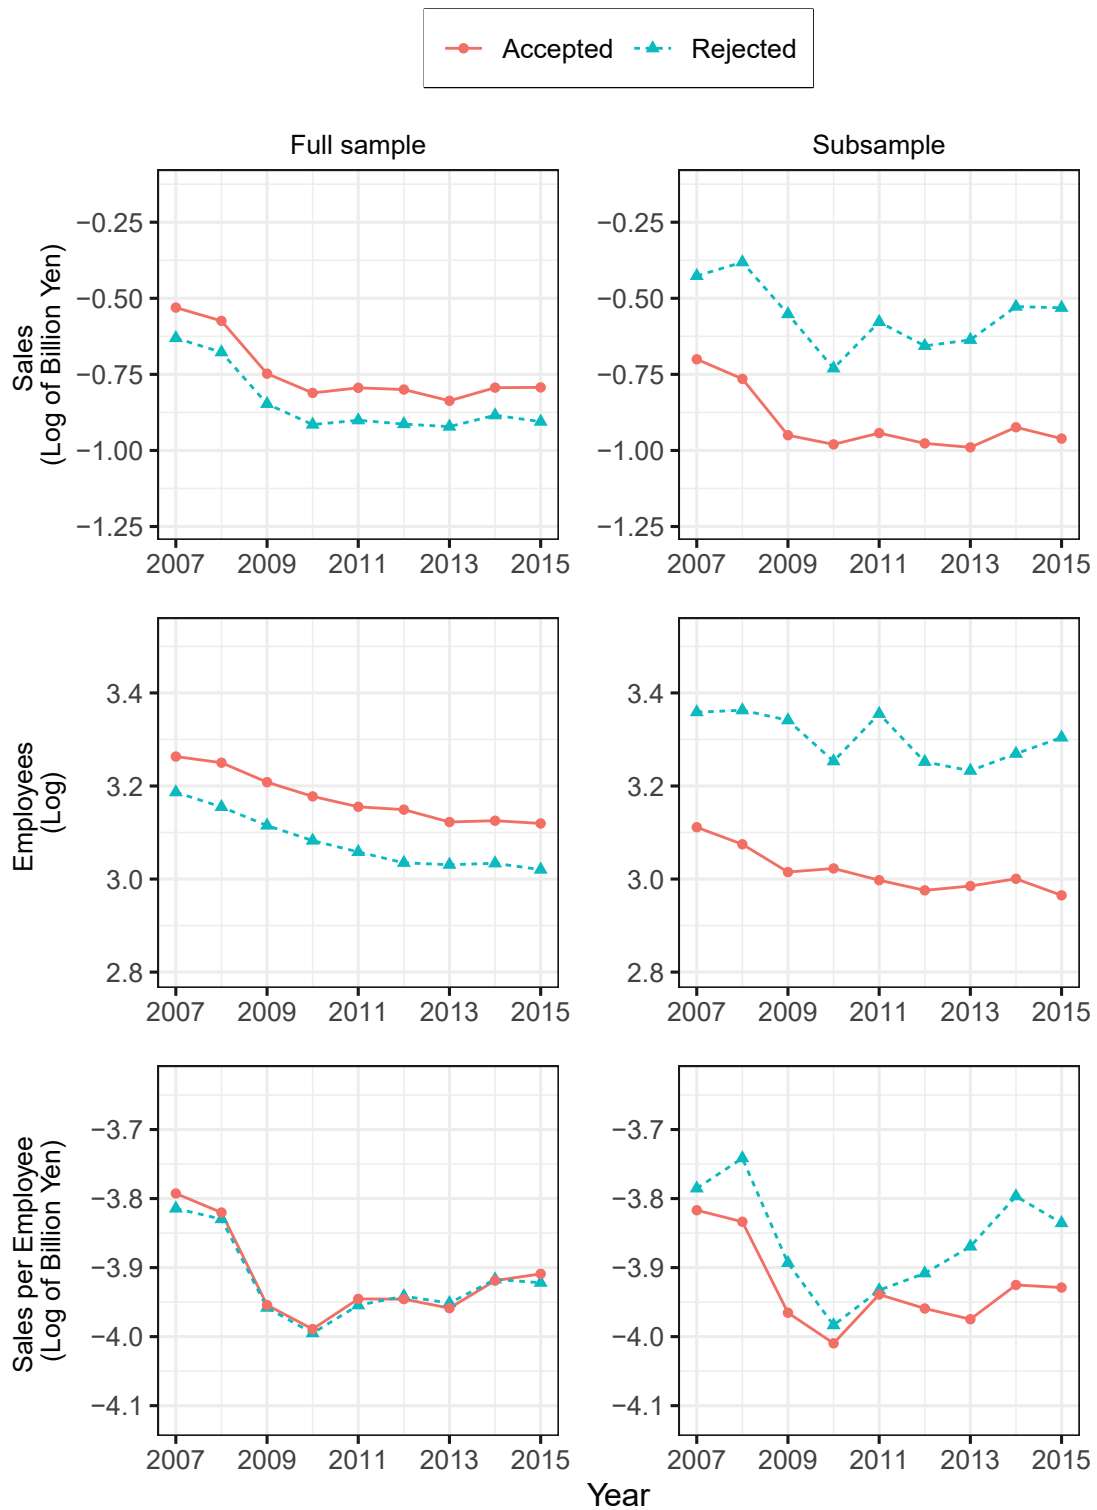 Accepted Rejected
Full sample Subsample
Sales
(Log of Billion Yen)
−0.25
−0.50
−0.75
−1.00
−1.25
2007 2009 2011 2013 2015
−0.25
−0.50
−0.75
−1.00
−1.25
2007 2009 2011 2013 2015
Employees
(Log)
3.4
3.2
3.0
2.8
2007 2009 2011 2013 2015
3.4
3.2
3.0
2.8
2007 2009 2011 2013 2015
Sales per Employee
(Log of Billion Yen)
−3.7
−3.8
−3.9
−4.0
−4.1
2007 2009 2011 2013 2015
−3.7
−3.8
−3.9
−4.0
−4.1
2007 2009 2011 2013 2015
Year